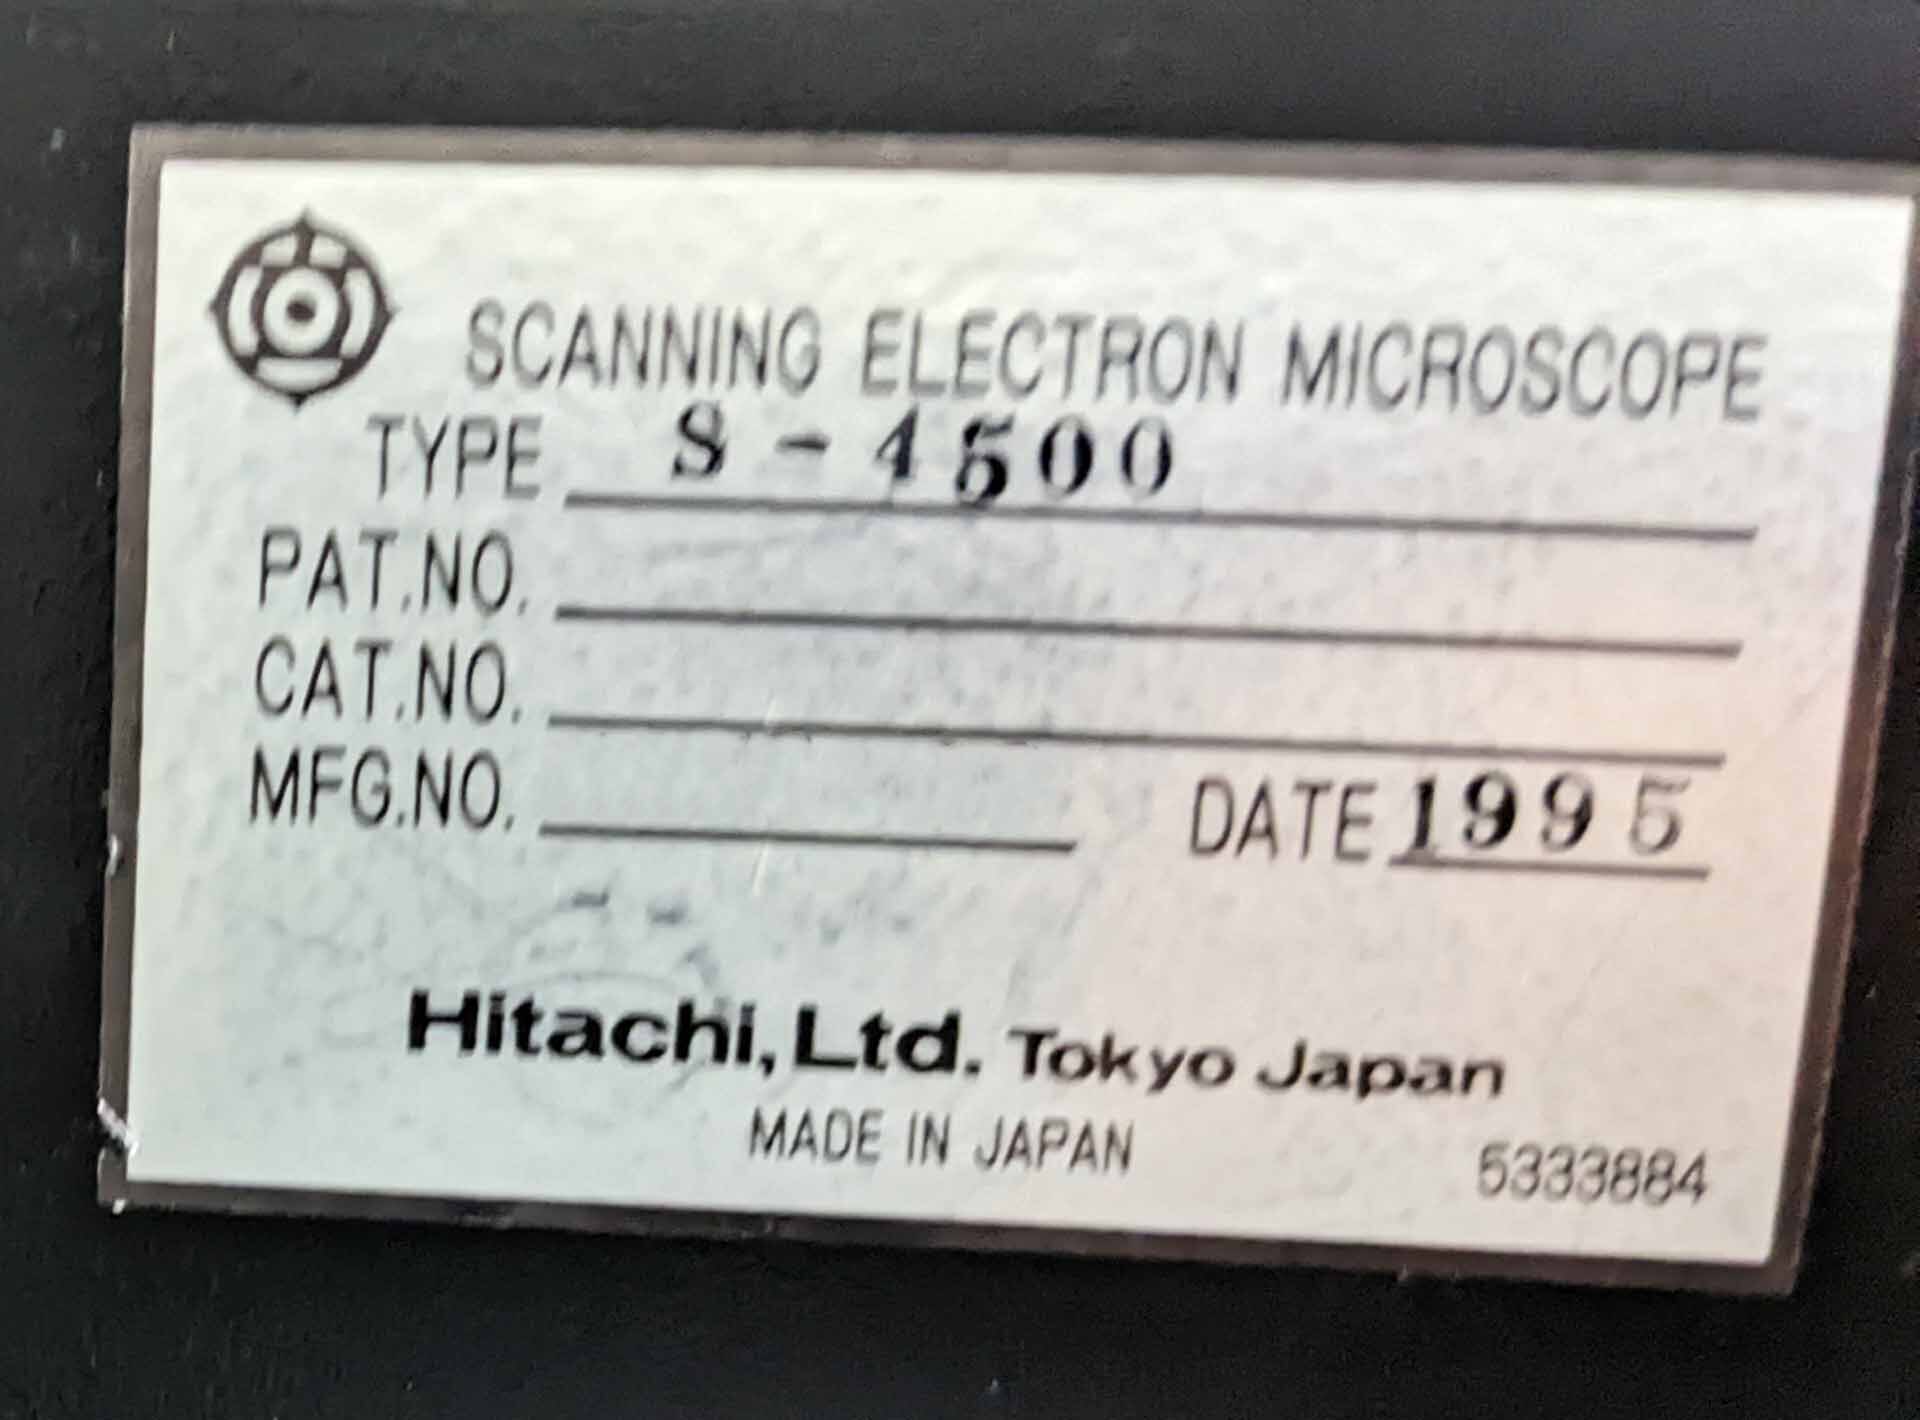 SCANNING ELECTRON MICROSCOPE
TYPE S-4500
PAT.NO.
CAT.NO.
MFG.NO. DATE 1995
Hitachi, Ltd. Tokyo Japan
MADE IN JAPAN 5333884